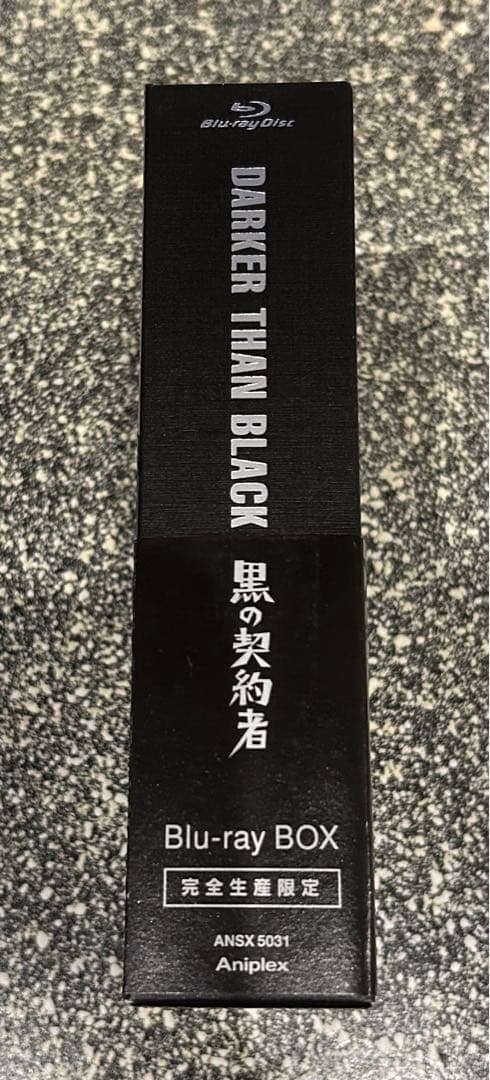 Blu-ray Disc
DARKER THAN BLACK
黒の契約者
Blu-ray BOX
完全生産限定
ANSX 5031
Aniplex